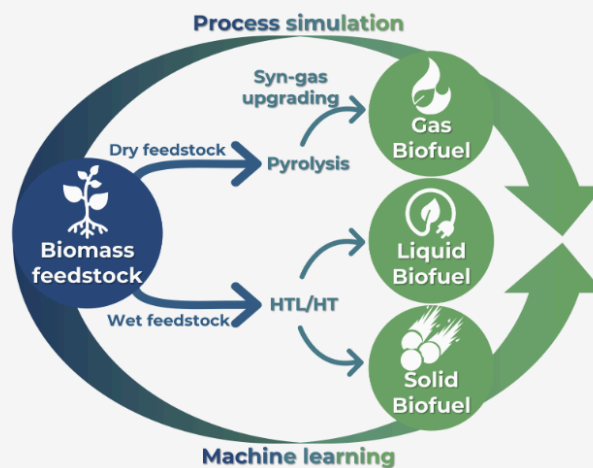 Process simulation
Syn-gas
upgrading
Gas
Biofuel
Dry feedstock
Pyrolysis
Biomass
feedstock
Liquid
Biofuel
Wet feedstock
HTL/HT
Solid
Biofuel
Machine learning